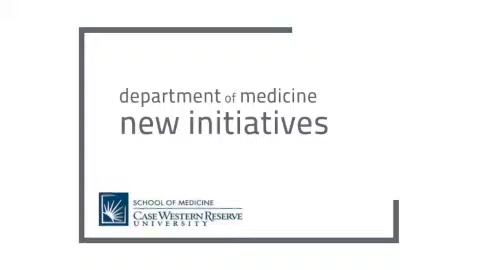 department of medicine
new initiatives
SCHOOL OF MEDICINE
CASE WESTERN RESERVE
UNIVERSITY